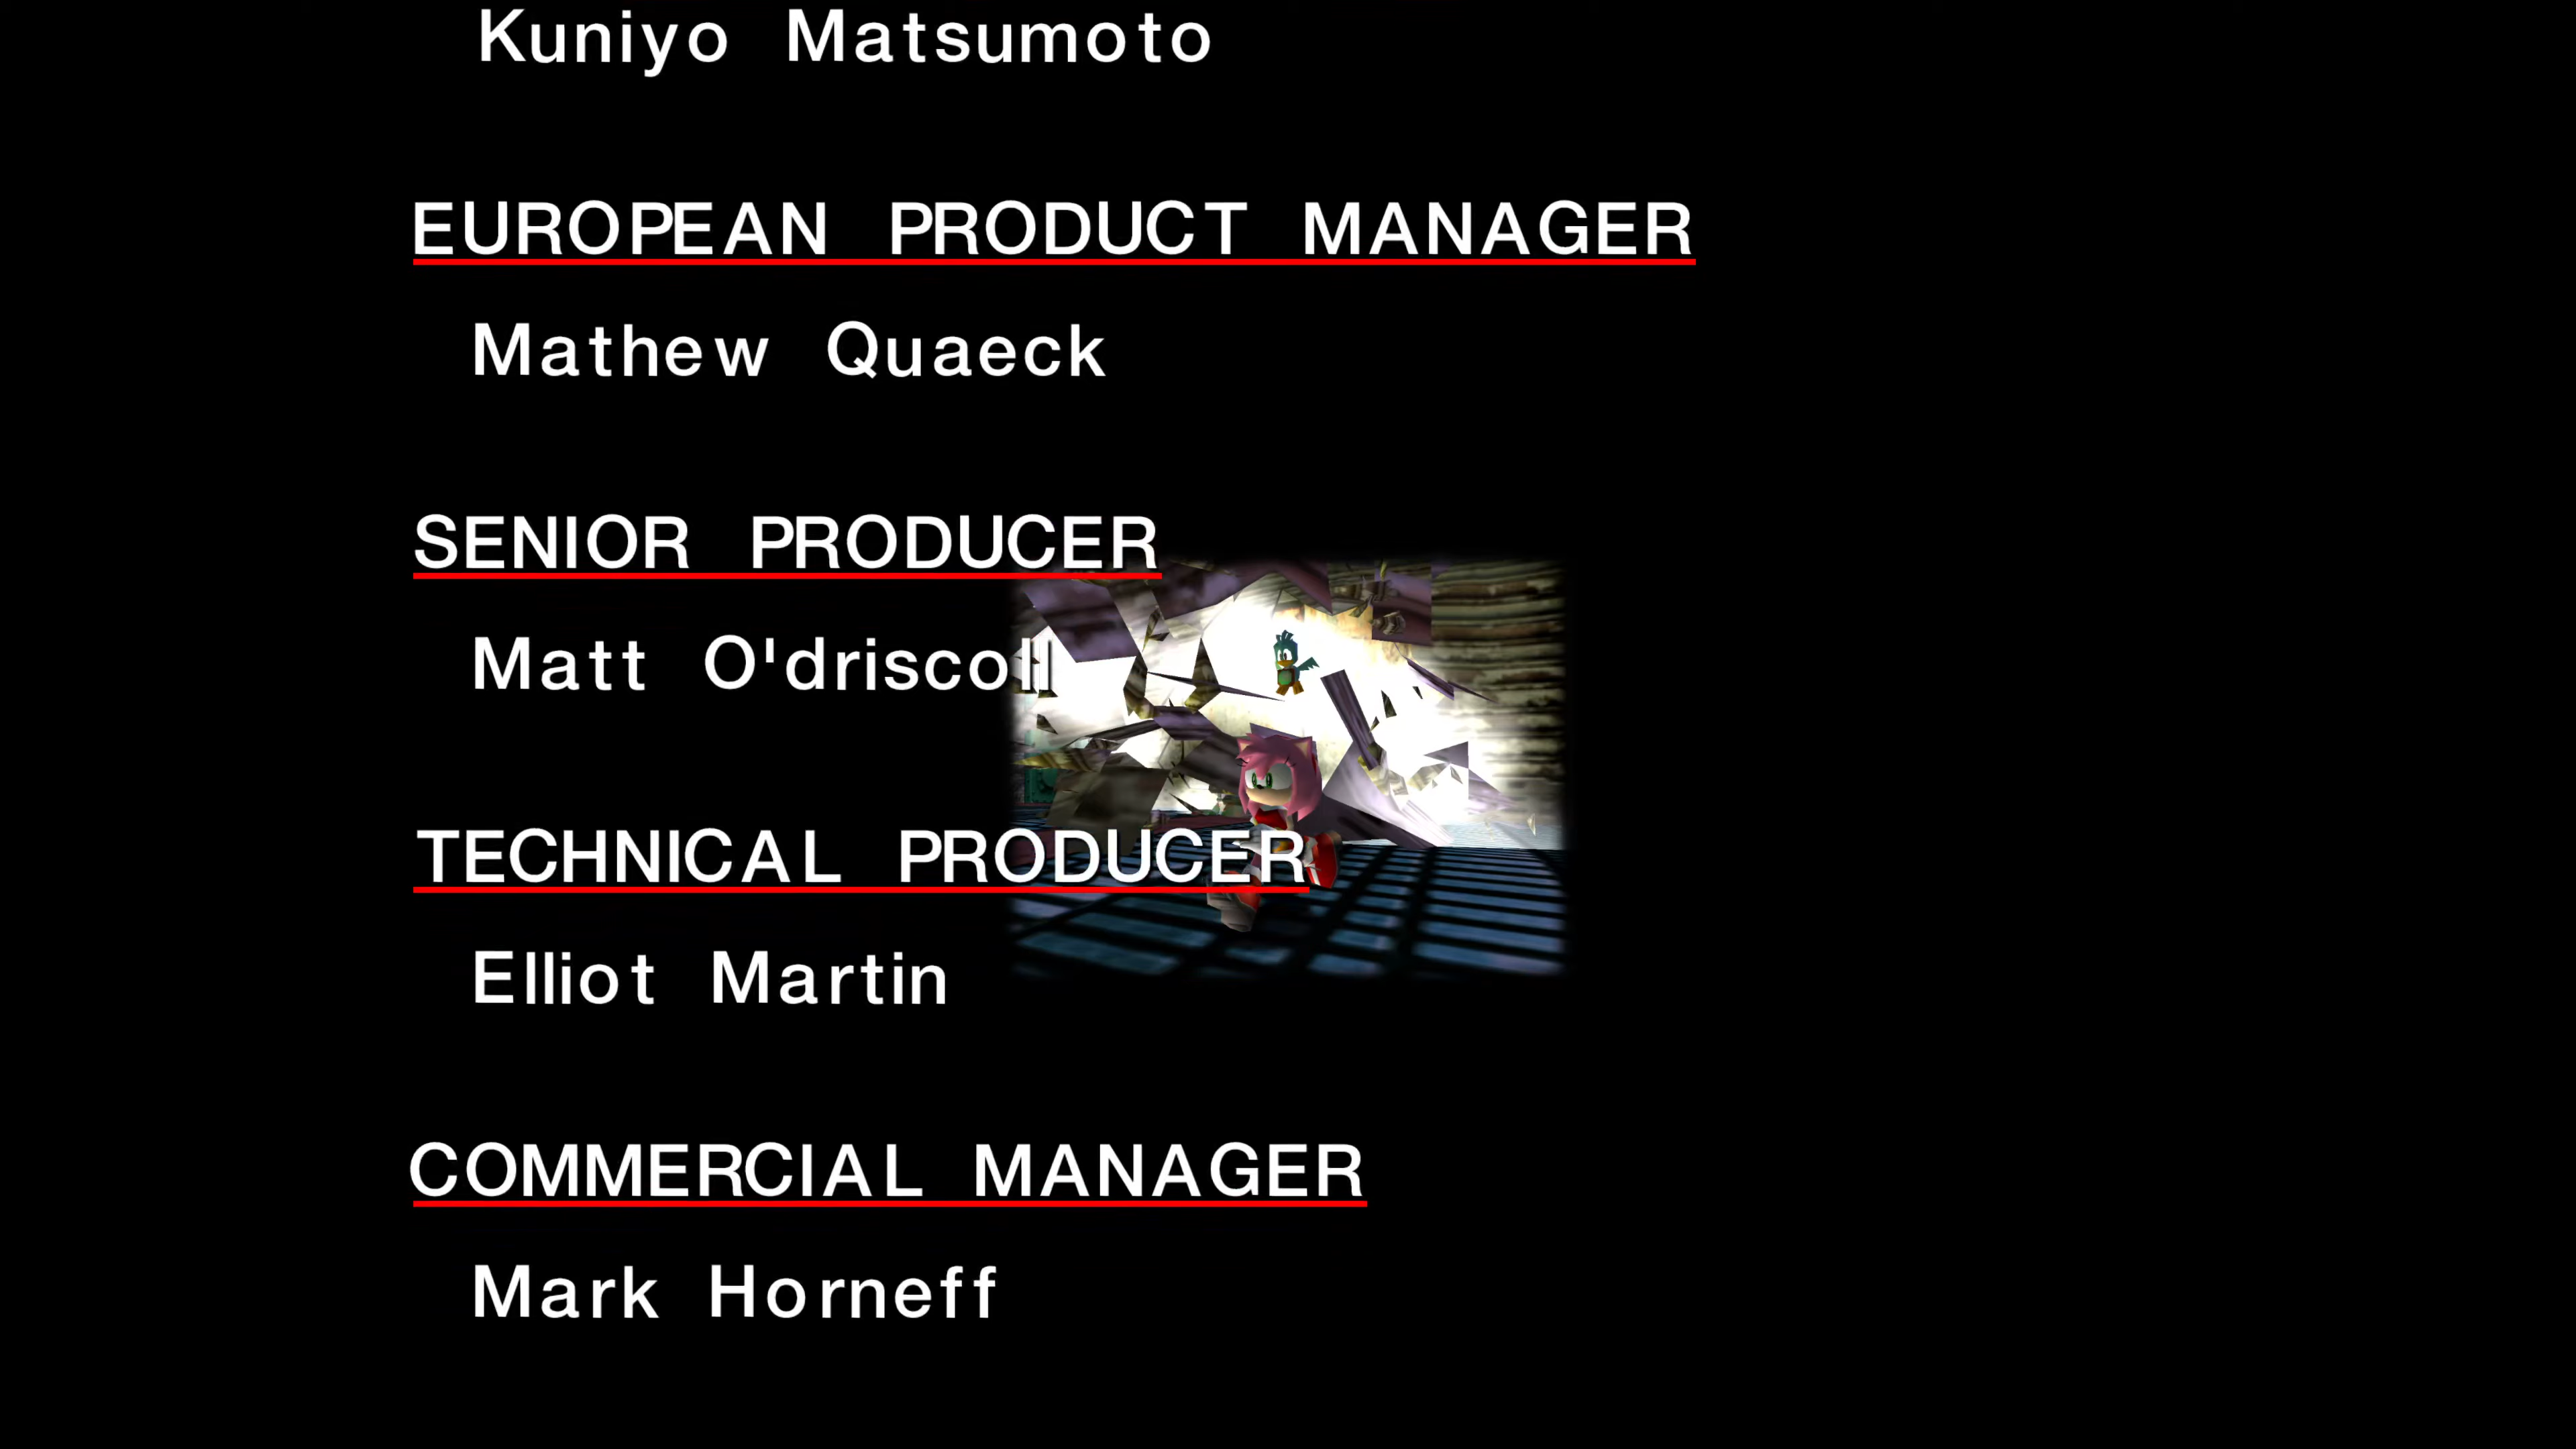 Kuniyo Matsumoto
EUROPEAN PRODUCT MANAGER
Mathew Quaeck
SENIOR PRODUCER
Matt O'driscoll
TECHNICAL PRODUCER
Elliot Martin
COMMERCIAL MANAGER
Mark Horneff